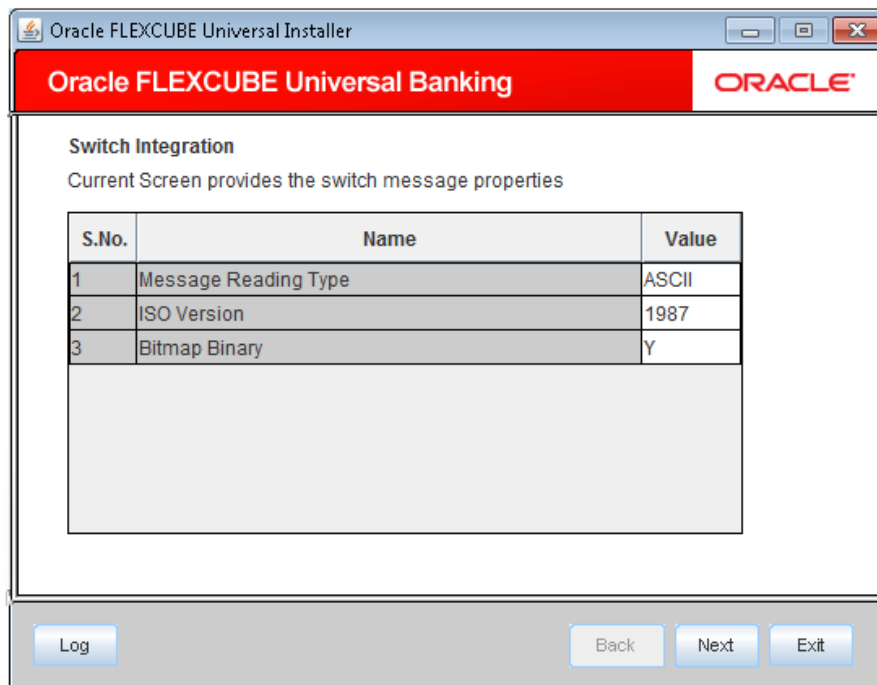 Oracle FLEXCUBE Universal Installer
Oracle FLEXCUBE Universal Banking ORACLE
Switch Integration
Current Screen provides the switch message properties
S.No. Name Value
1 Message Reading Type ASCII
2 ISO Version 1987
3 Bitmap Binary Y
Log Back Next Exit